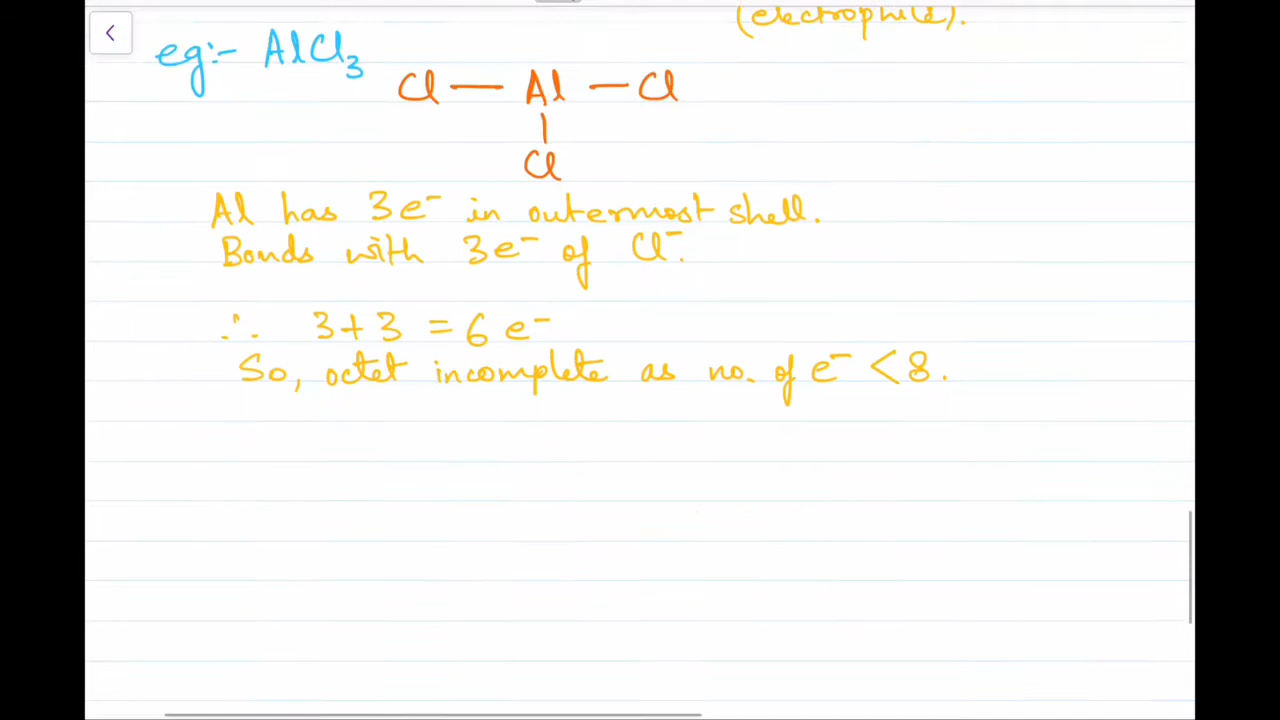 (electrophile).
eg:- AlCl3
Cl — Al — Cl
|
Cl
Al has 3e⁻ in outermost shell.
Bonds with 3e⁻ of Cl⁻.
∴ 3+3 = 6 e⁻
So, octet incomplete as no. of e⁻ < 8.